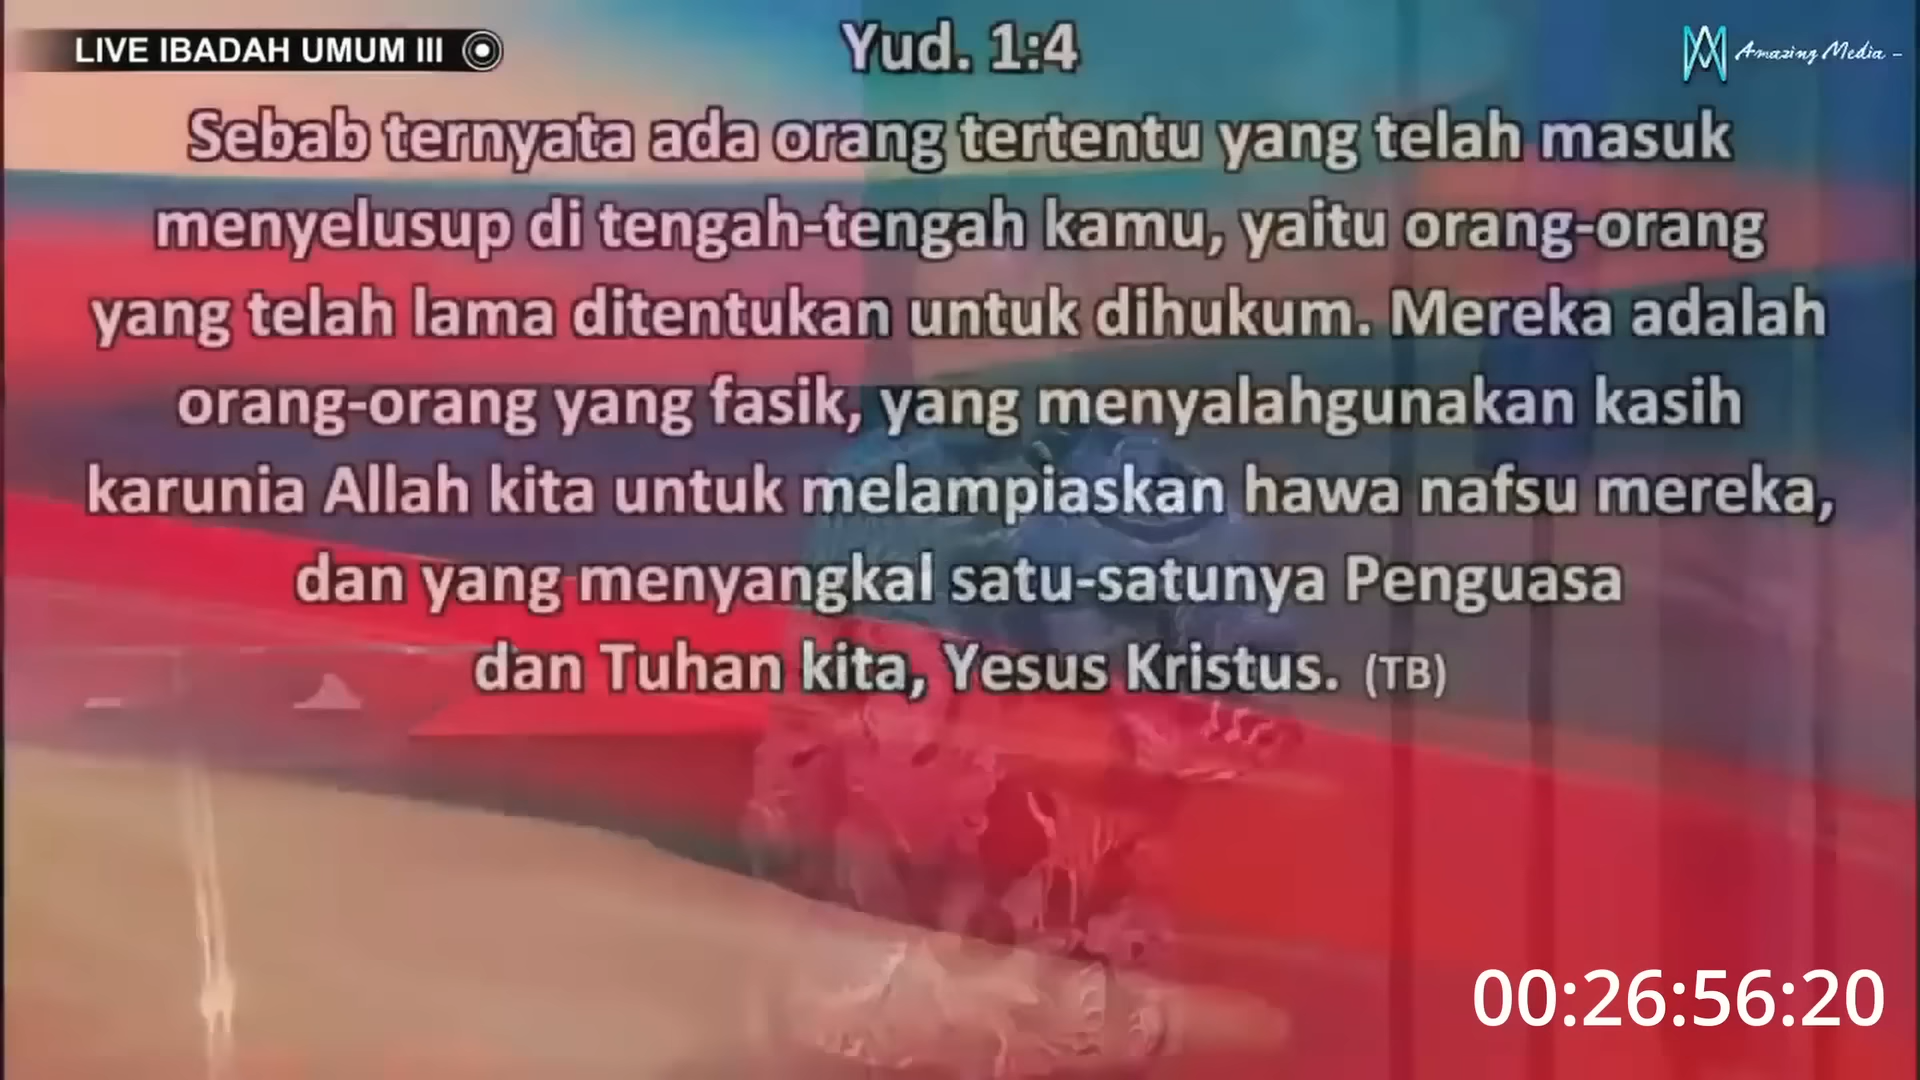 LIVE IBADAH UMUM III
Yud. 1:4
Amazing Media -
Sebab ternyata ada orang tertentu yang telah masuk
menyelusup di tengah-tengah kamu, yaitu orang-orang
yang telah lama ditentukan untuk dihukum. Mereka adalah
orang-orang yang fasik, yang menyalahgunakan kasih
karunia Allah kita untuk melampiaskan hawa nafsu mereka,
dan yang menyangkal satu-satunya Penguasa
dan Tuhan kita, Yesus Kristus. (TB)
00:26:56:20